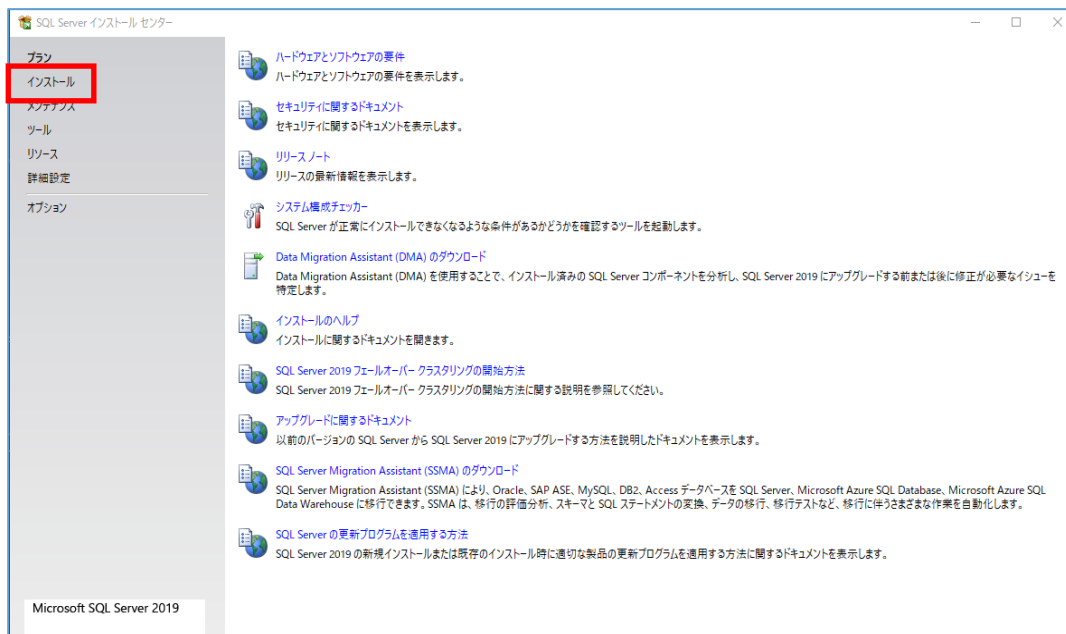 SQL Server インストール センター
プラン
インストール
メンテナンス
ツール
リソース
詳細設定
オプション
ハードウェアとソフトウェアの要件
ハードウェアとソフトウェアの要件を表示します。
セキュリティに関するドキュメント
セキュリティに関するドキュメントを表示します。
リリース ノート
リリースの最新情報を表示します。
システム構成チェッカー
SQL Server が正常にインストールできなくなるような条件があるかどうかを確認するツールを起動します。
Data Migration Assistant (DMA) のダウンロード
Data Migration Assistant (DMA) を使用することで、インストール済みの SQL Server コンポーネントを分析し、SQL Server 2019 にアップグレードする前または後に修正が必要なイシューを
特定します。
インストールのヘルプ
インストールに関するドキュメントを開きます。
SQL Server 2019 フェールオーバー クラスタリングの開始方法
SQL Server 2019 フェールオーバー クラスタリングの開始方法に関する説明を参照してください。
アップグレードに関するドキュメント
以前のバージョンの SQL Server から SQL Server 2019 にアップグレードする方法を説明したドキュメントを表示します。
SQL Server Migration Assistant (SSMA) のダウンロード
SQL Server Migration Assistant (SSMA) により、Oracle、SAP ASE、MySQL、DB2、Access データベースを SQL Server、Microsoft Azure SQL Database、Microsoft Azure SQL
Data Warehouse に移行できます。SSMA は、移行の評価分析、スキーマと SQL ステートメントの変換、データの移行、移行テストなど、移行に伴うさまざまな作業を自動化します。
SQL Server の更新プログラムを適用する方法
SQL Server 2019 の新規インストールまたは既存のインストール時に適切な製品の更新プログラムを適用する方法に関するドキュメントを表示します。
Microsoft SQL Server 2019